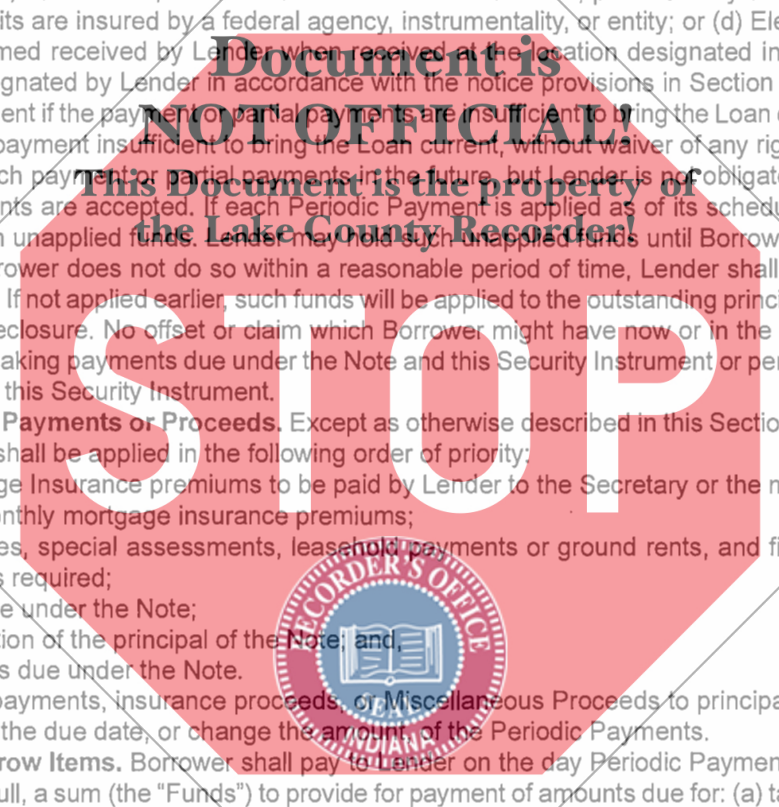 its are insured by a federal agency, instrumentality, or entity; or (d) Ele
med received by Lender when received at the location designated in
gnated by Lender in accordance with the notice provisions in Section
ent if the payment or partial payments are insufficient to bring the Loan
payment insufficient to bring the Loan current, without waiver of any rig
ch payment or partial payments in the future, but Lender is not obligat
nts are accepted. If each Periodic Payment is applied as of its schedu
n unapplied funds. Lender may hold such unapplied funds until Borrow
rower does not do so within a reasonable period of time, Lender shall
If not applied earlier, such funds will be applied to the outstanding princi
eclosure. No offset or claim which Borrower might have now or in the
aking payments due under the Note and this Security Instrument or per
this Security Instrument.
Payments or Proceeds. Except as otherwise described in this Sectio
shall be applied in the following order of priority:
ge Insurance premiums to be paid by Lender to the Secretary or the m
nthly mortgage insurance premiums;
es, special assessments, leasehold payments or ground rents, and fi
s required;
e under the Note;
tion of the principal of the Note; and,
s due under the Note.
payments, insurance proceeds, or Miscellaneous Proceeds to principa
the due date, or change the amount of the Periodic Payments.
row Items. Borrower shall pay to Lender on the day Periodic Paymen
ull, a sum (the “Funds”) to provide for payment of amounts due for: (a) ta
Document is
NOT OFFICIAL!
This Document is the property of
the Lake County Recorder!
STOP
RECORDER'S OFFICE
SEAL
INDIANA